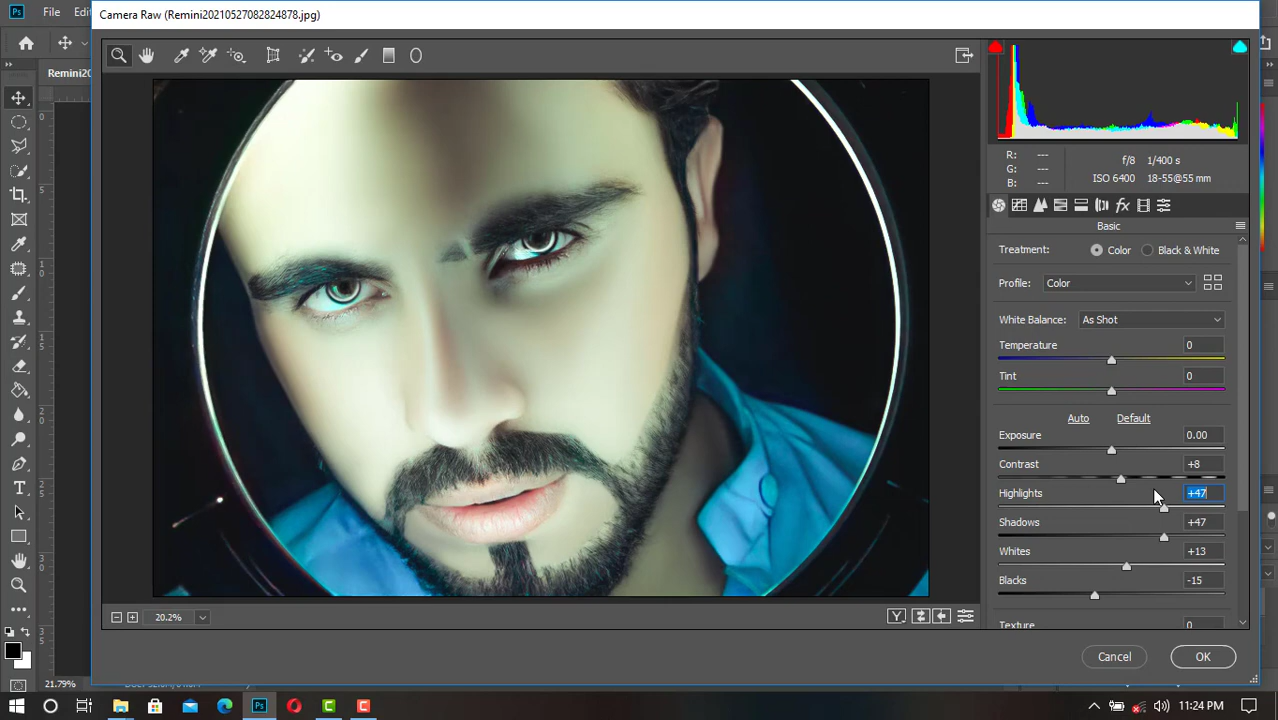 Camera Raw (Remini20210527082824878.jpg)
Ps File Ed
Remini20
f/8 1/400 s
ISO 6400 18-55@55 mm
R: ---
G: ---
B: ---
Basic
Treatment: Color Black & White
Profile: Color
White Balance: As Shot
Temperature 0
Tint 0
Auto Default
Exposure 0.00
Contrast +8
Highlights +47
Shadows +47
Whites +13
Blacks -15
Texture 0
20.2%
Cancel OK
21.79%
11:24 PM